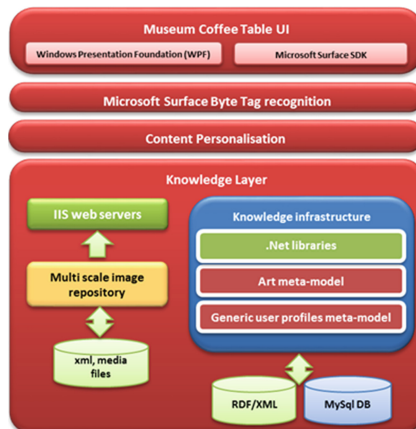 Museum Coffee Table UI
Windows Presentation Foundation (WPF)
Microsoft Surface SDK
Microsoft Surface Byte Tag recognition
Content Personalisation
Knowledge Layer
IIS web servers
Multi scale image
repository
xml, media
files
Knowledge infrastructure
.Net libraries
Art meta-model
Generic user profiles meta-model
RDF/XML
MySql DB